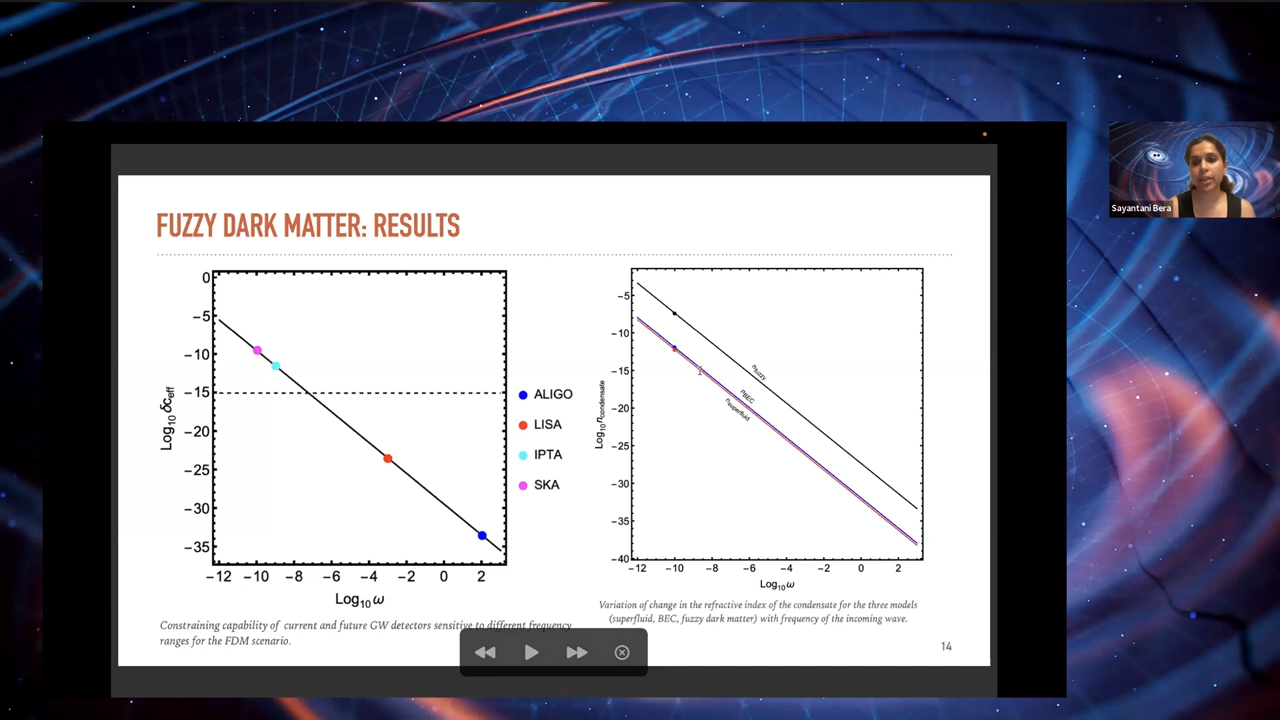 Sayantani Bera
FUZZY DARK MATTER: RESULTS
0
−5
−10
−15
−20
−25
−30
−35
Log10 δceff
−12 −10 −8 −6 −4 −2 0 2
Log10 ω
ALIGO
LISA
IPTA
SKA
Constraining capability of current and future GW detectors sensitive to different frequency
ranges for the FDM scenario.
−5
−10
−15
−20
−25
−30
−35
−40
Log10 ncondensate
nfuzzy
nBEC
nsuperfluid
−12 −10 −8 −6 −4 −2 0 2
Log10 ω
Variation of change in the refractive index of the condensate for the three models
(superfluid, BEC, fuzzy dark matter) with frequency of the incoming wave.
14